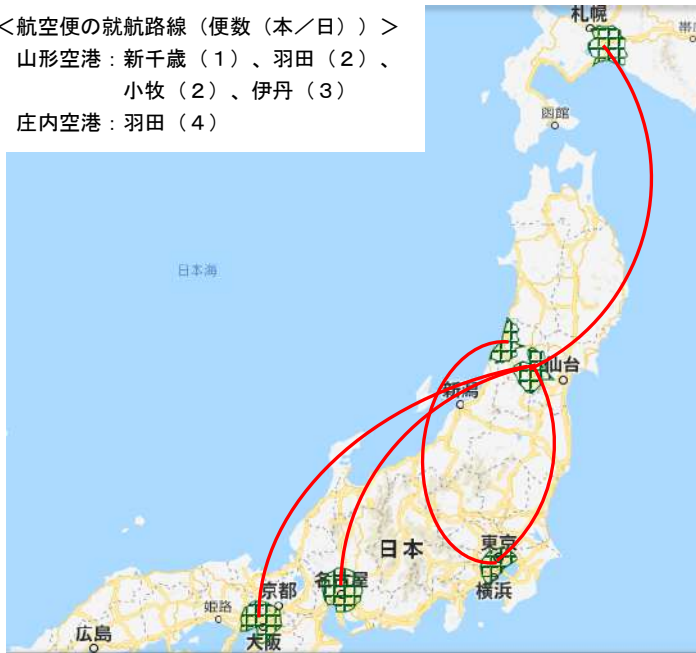 ＜航空便の就航路線（便数（本／日））＞
山形空港：新千歳（１）、羽田（２）、
小牧（２）、伊丹（３）
庄内空港：羽田（４）
札幌
帯広
函館
日本海
仙台
新潟
日本
東京
横浜
名古屋
京都
姫路
大阪
広島